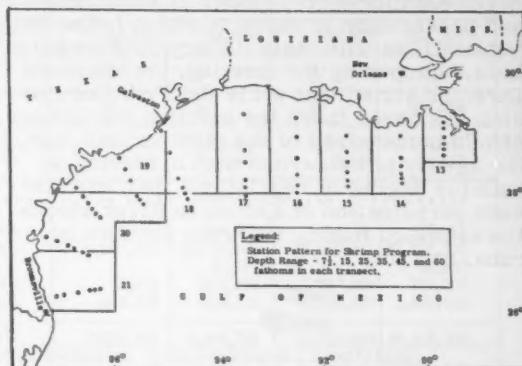 LOUISIANA
MISS.
TEXAS
New
Orleans
30°
Galveston
19
13
18
17
16
15
14
28°
20
Legend:
Station Pattern for Shrimp Program.
Depth Range - 7½, 15, 25, 35, 45, and 60
fathoms in each transect.
21
GULF OF MEXICO
26°
96°
94°
92°
90°